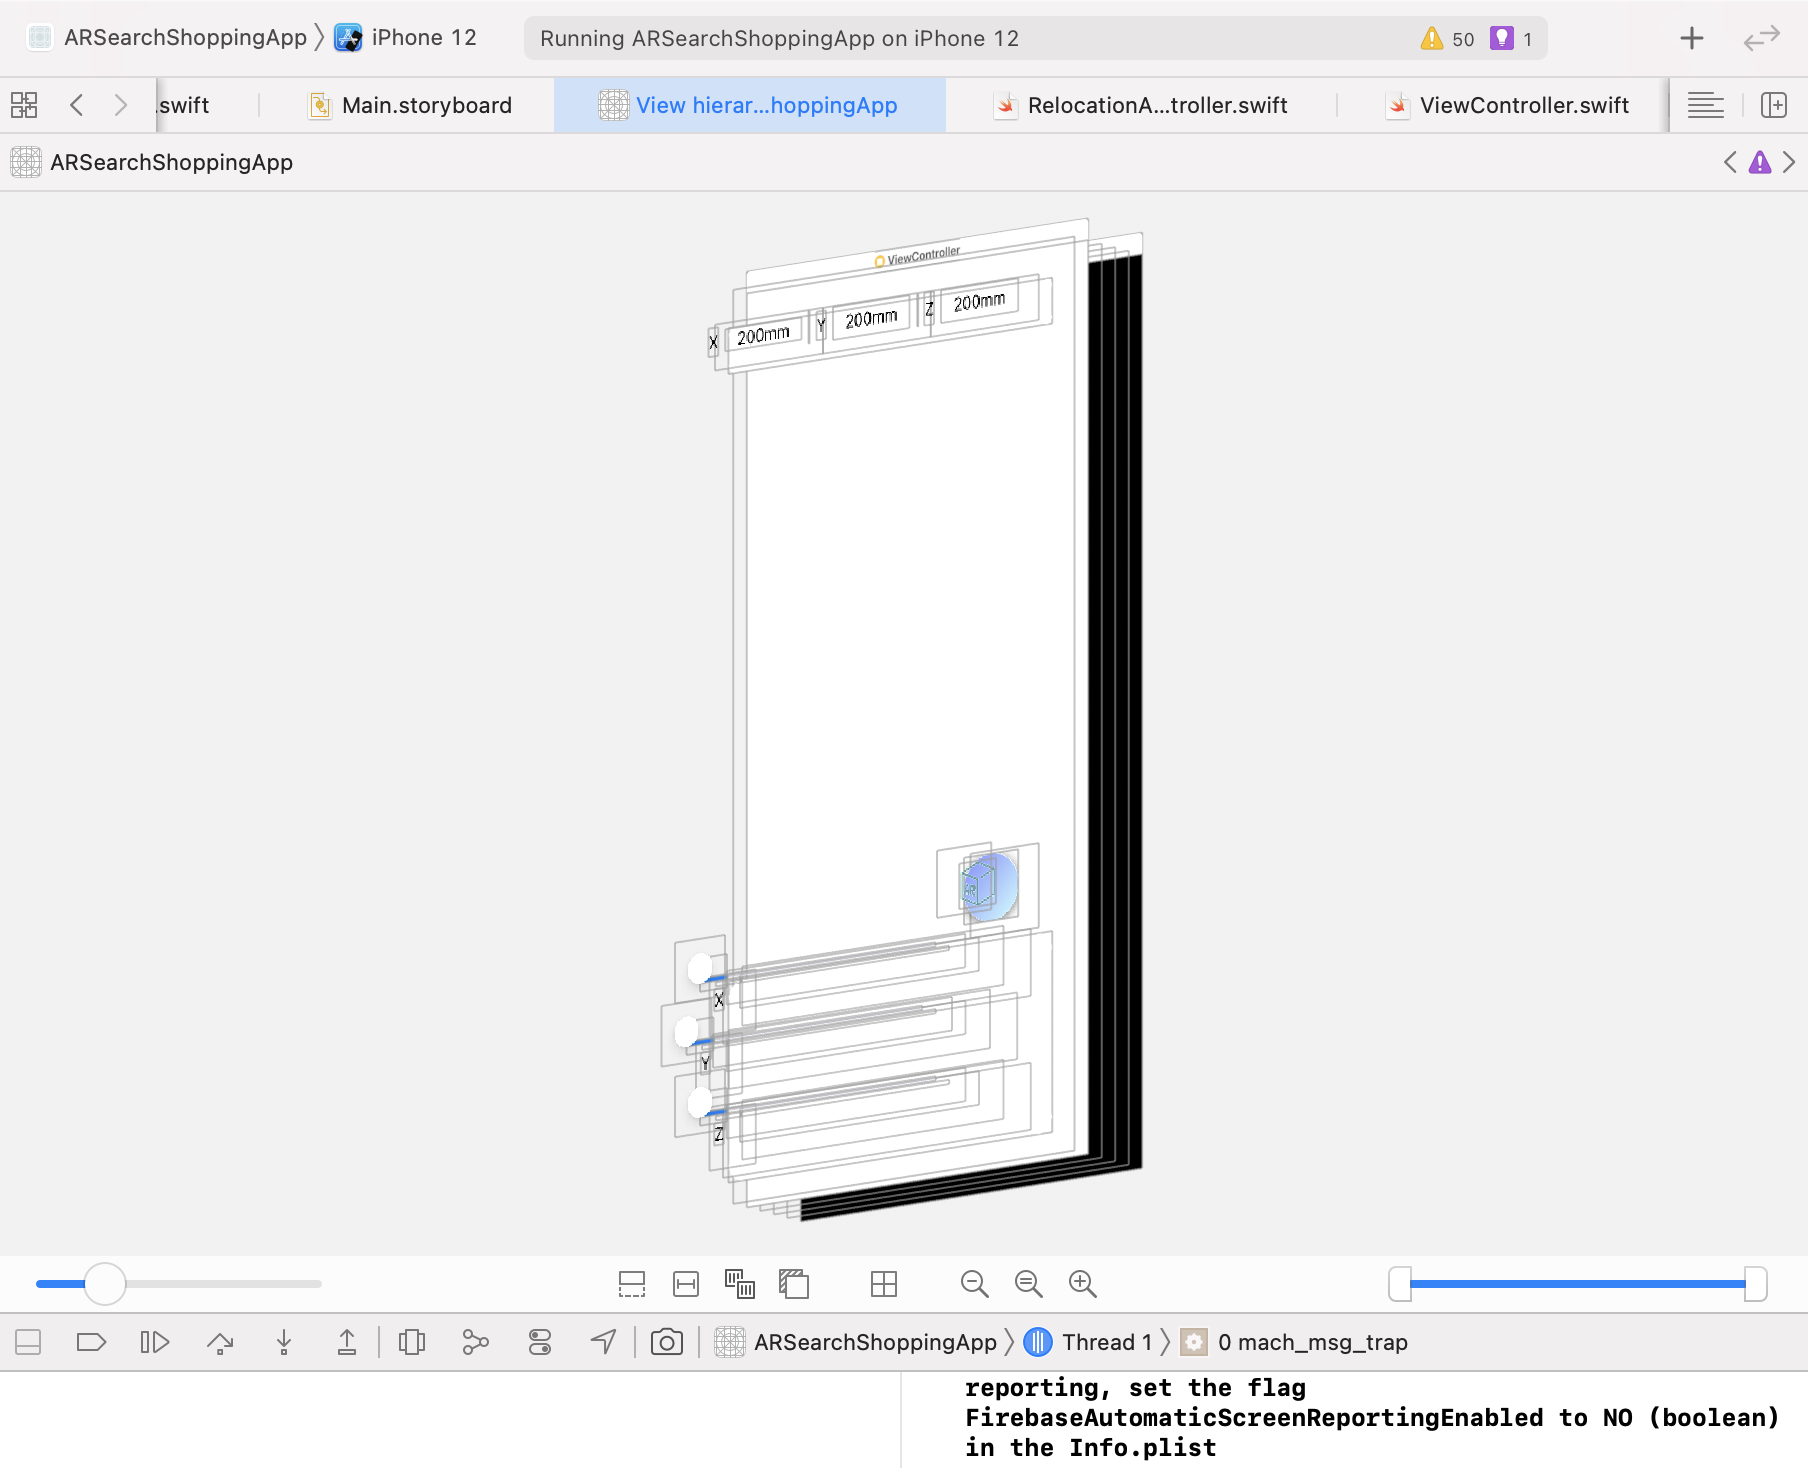 ARSearchShoppingApp
iPhone 12
Running ARSearchShoppingApp on iPhone 12
50
1
.swift
Main.storyboard
View hierar...hoppingApp
RelocationA...troller.swift
ViewController.swift
ARSearchShoppingApp
ViewController
X
200mm
Y
200mm
Z
200mm
AR
X
Y
Z
ARSearchShoppingApp
Thread 1
0 mach_msg_trap
reporting, set the flag
FirebaseAutomaticScreenReportingEnabled to NO (boolean)
in the Info.plist